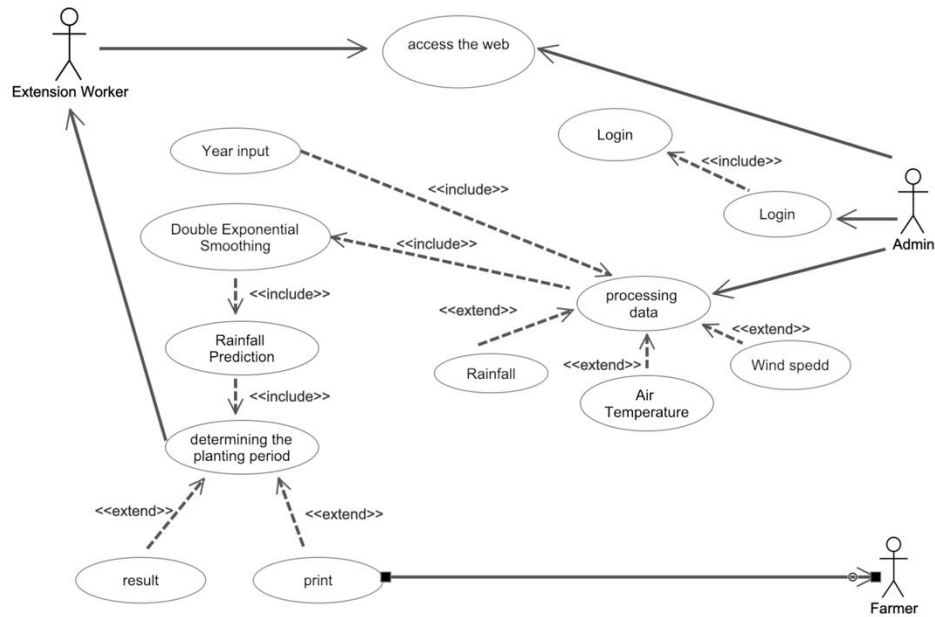 access the web
Extension Worker
Login
Year input
<<include>>
<<include>>
Login
Double Exponential
Smoothing
<<include>>
Admin
<<include>>
processing
data
<<extend>>
<<extend>>
Rainfall
Prediction
Rainfall
<<extend>>
Wind spedd
Air
Temperature
<<include>>
determining the
planting period
<<extend>>
<<extend>>
result
print
Farmer